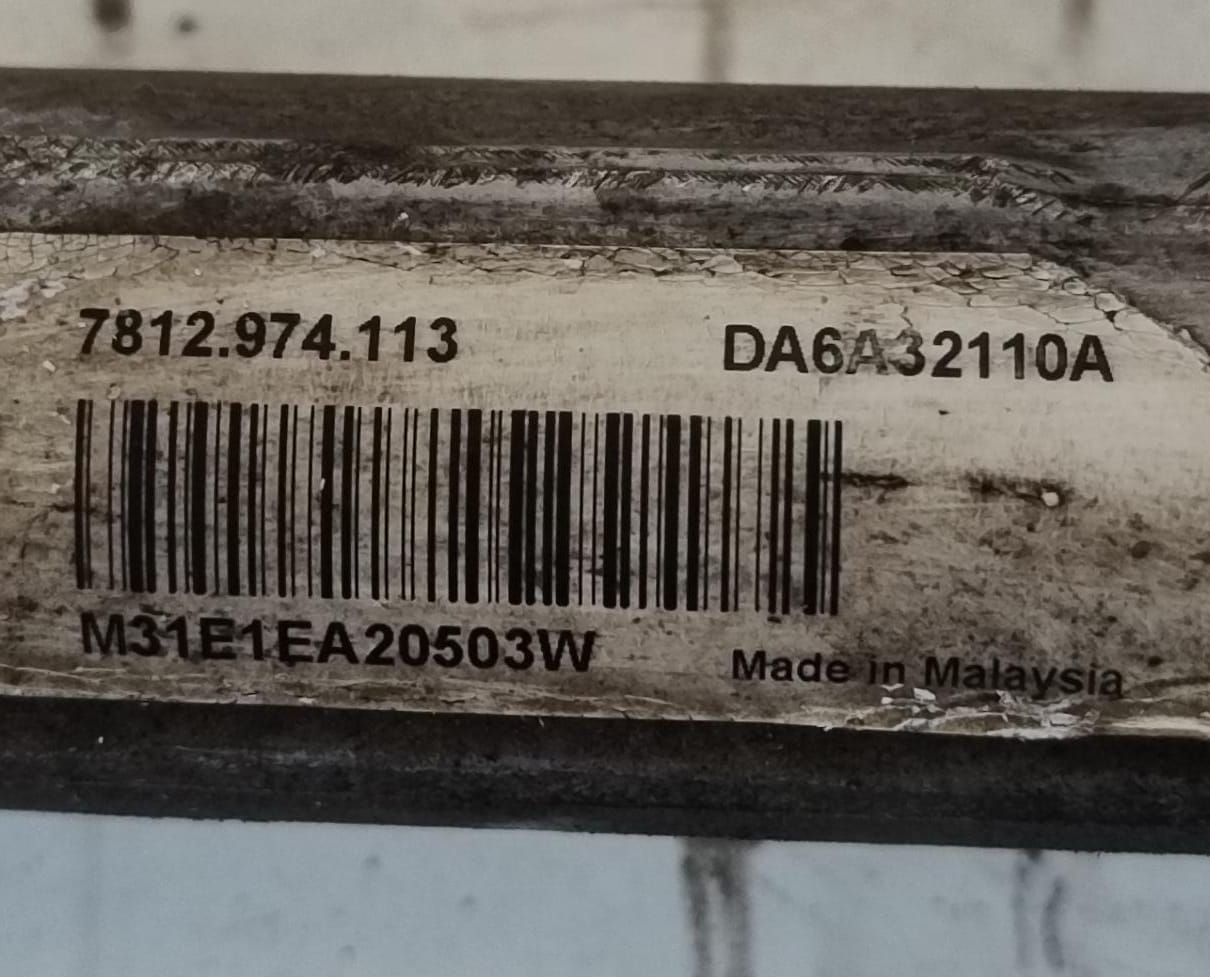 7812.974.113 DA6A32110A
M31E1EA20503W Made in Malaysia